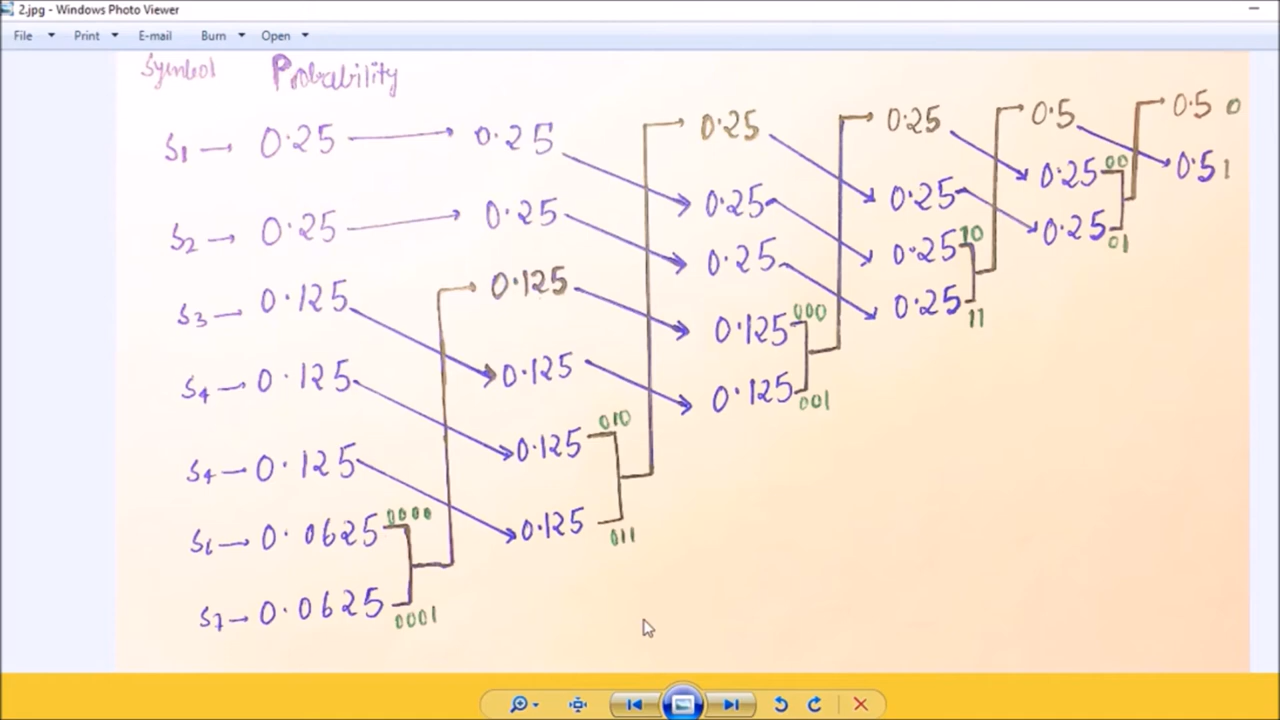 2.jpg - Windows Photo Viewer
File Print E-mail Burn Open
Symbol Probability
S1 → 0.25 0.25 0.25 0.25 0.5 0.5 0
S2 → 0.25 0.25 0.25 0.25 0.25 00 0.5 1
S3 → 0.125 0.125 0.25 0.25 10 0.25 01
S4 → 0.125 0.125 0.125 000 0.25 11
S4 → 0.125 0.125 010 0.125 001
S6 → 0.0625 0000 0.125 011
S7 → 0.0625 0001